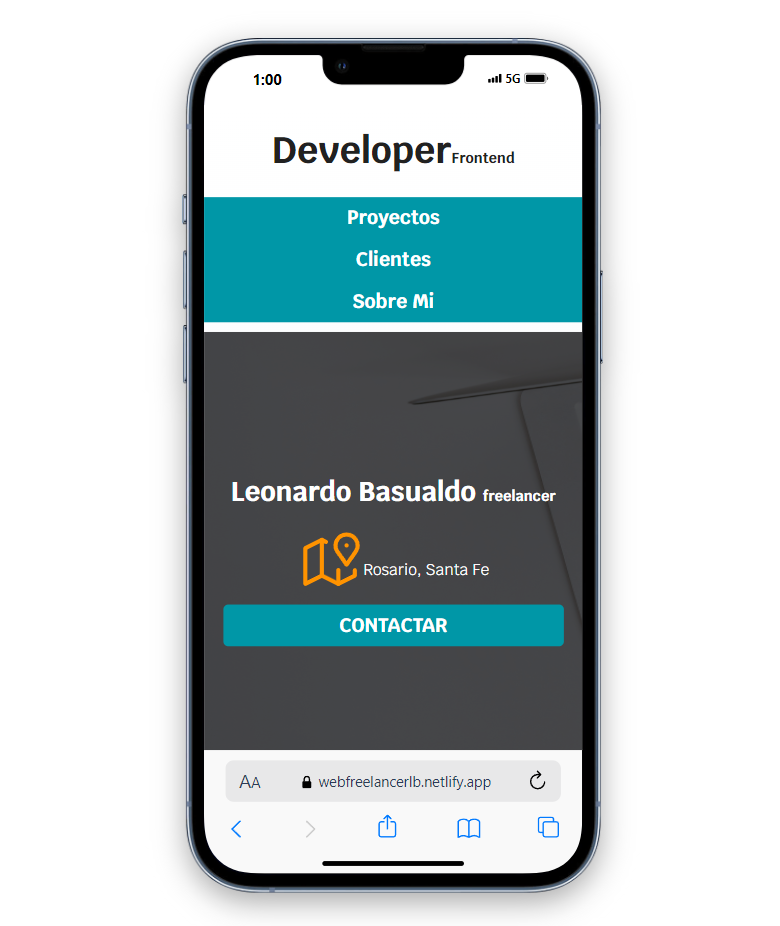 1:00 5G
Developer Frontend
Proyectos
Clientes
Sobre Mi
Leonardo Basualdo freelancer
Rosario, Santa Fe
CONTACTAR
AA webfreelancerlb.netlify.app